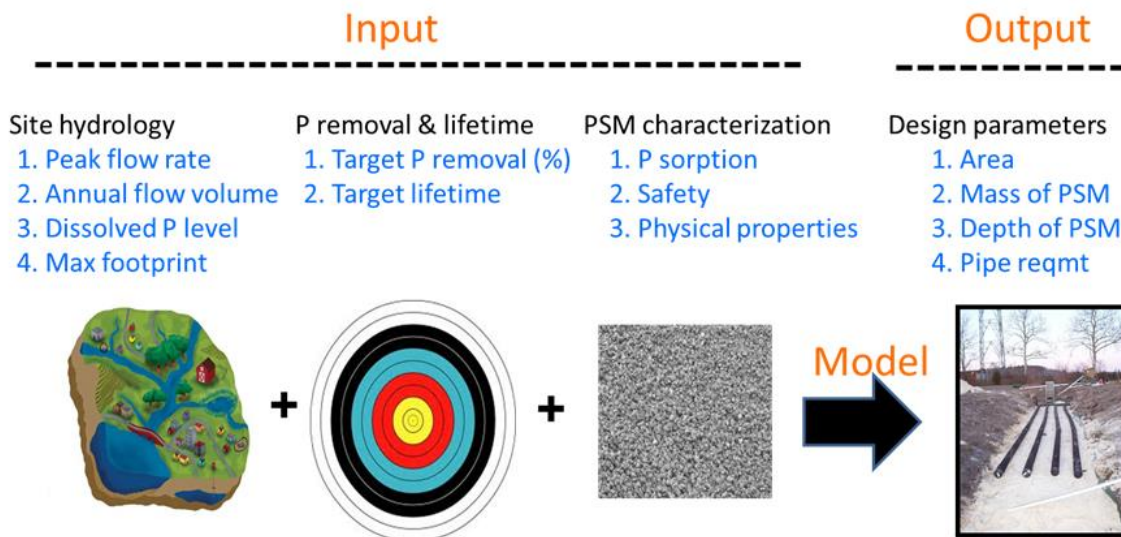 Input
Output
Site hydrology
1. Peak flow rate
2. Annual flow volume
3. Dissolved P level
4. Max footprint
P removal & lifetime
1. Target P removal (%)
2. Target lifetime
PSM characterization
1. P sorption
2. Safety
3. Physical properties
Design parameters
1. Area
2. Mass of PSM
3. Depth of PSM
4. Pipe reqmt
+
+
Model